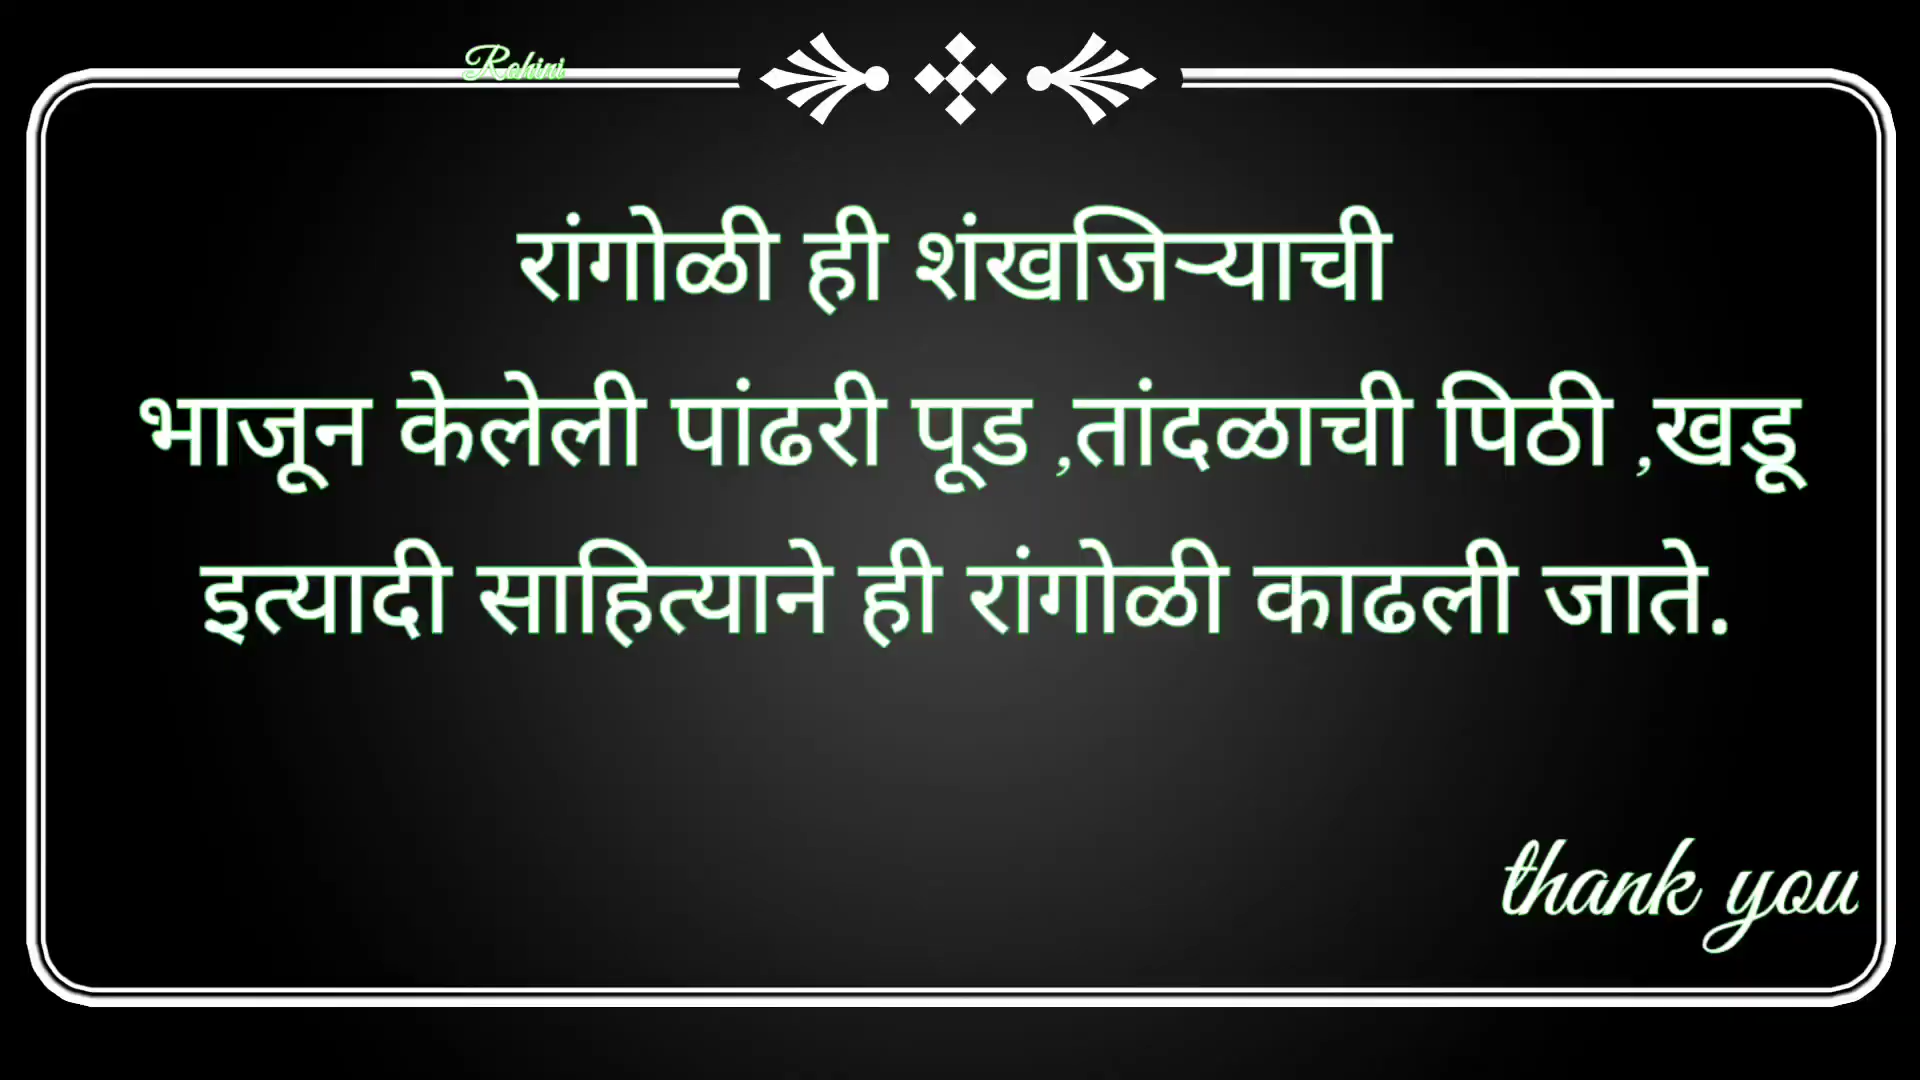 Rohini
रांगोळी ही शंखजिऱ्याची
भाजून केलेली पांढरी पूड ,तांदळाची पिठी ,खडू
इत्यादी साहित्याने ही रांगोळी काढली जाते.
thank you